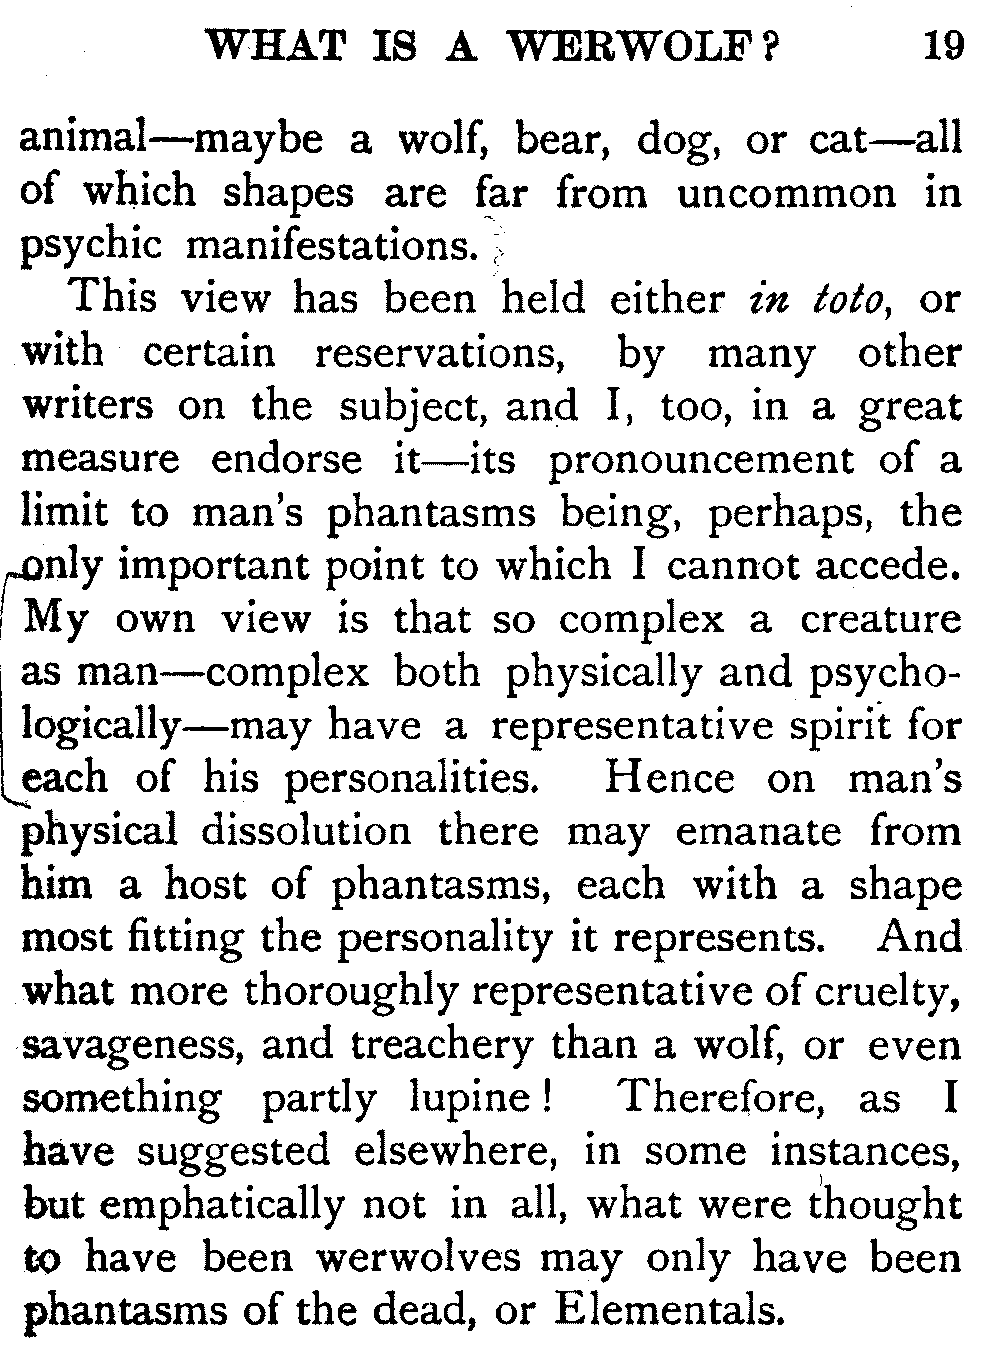 WHAT IS A WERWOLF? 19
animal—maybe a wolf, bear, dog, or cat—all
of which shapes are far from uncommon in
psychic manifestations.
This view has been held either in toto, or
with certain reservations, by many other
writers on the subject, and I, too, in a great
measure endorse it—its pronouncement of a
limit to man's phantasms being, perhaps, the
only important point to which I cannot accede.
My own view is that so complex a creature
as man—complex both physically and psycho-
logically—may have a representative spirit for
each of his personalities. Hence on man's
physical dissolution there may emanate from
him a host of phantasms, each with a shape
most fitting the personality it represents. And
what more thoroughly representative of cruelty,
savageness, and treachery than a wolf, or even
something partly lupine! Therefore, as I
have suggested elsewhere, in some instances,
but emphatically not in all, what were thought
to have been werwolves may only have been
phantasms of the dead, or Elementals.